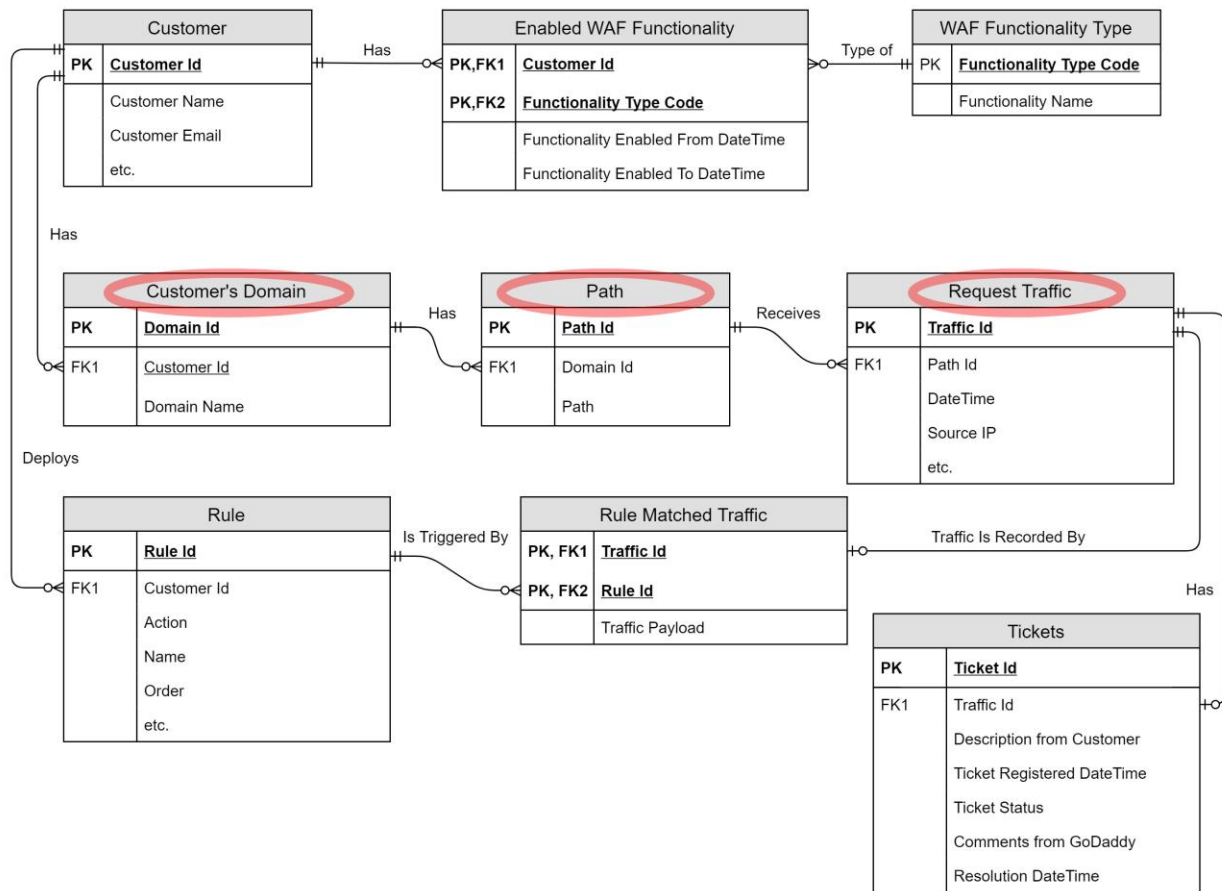 Customer
PK Customer Id
Customer Name
Customer Email
etc.
Has
Enabled WAF Functionality
PK,FK1 Customer Id
PK,FK2 Functionality Type Code
Functionality Enabled From DateTime
Functionality Enabled To DateTime
Type of
WAF Functionality Type
PK Functionality Type Code
Functionality Name
Has
Customer's Domain
PK Domain Id
FK1 Customer Id
Domain Name
Has
Path
PK Path Id
FK1 Domain Id
Path
Receives
Request Traffic
PK Traffic Id
FK1 Path Id
DateTime
Source IP
etc.
Deploys
Rule
PK Rule Id
FK1 Customer Id
Action
Name
Order
etc.
Is Triggered By
Rule Matched Traffic
PK, FK1 Traffic Id
PK, FK2 Rule Id
Traffic Payload
Traffic Is Recorded By
Has
Tickets
PK Ticket Id
FK1 Traffic Id
Description from Customer
Ticket Registered DateTime
Ticket Status
Comments from GoDaddy
Resolution DateTime